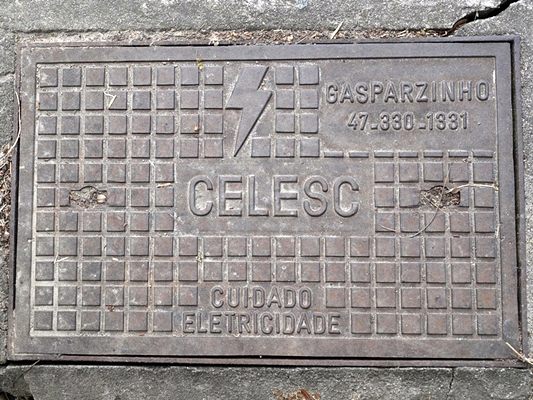 GASPARZINHO
47-330-1331
CELESC
CUIDADO
ELETRICIDADE